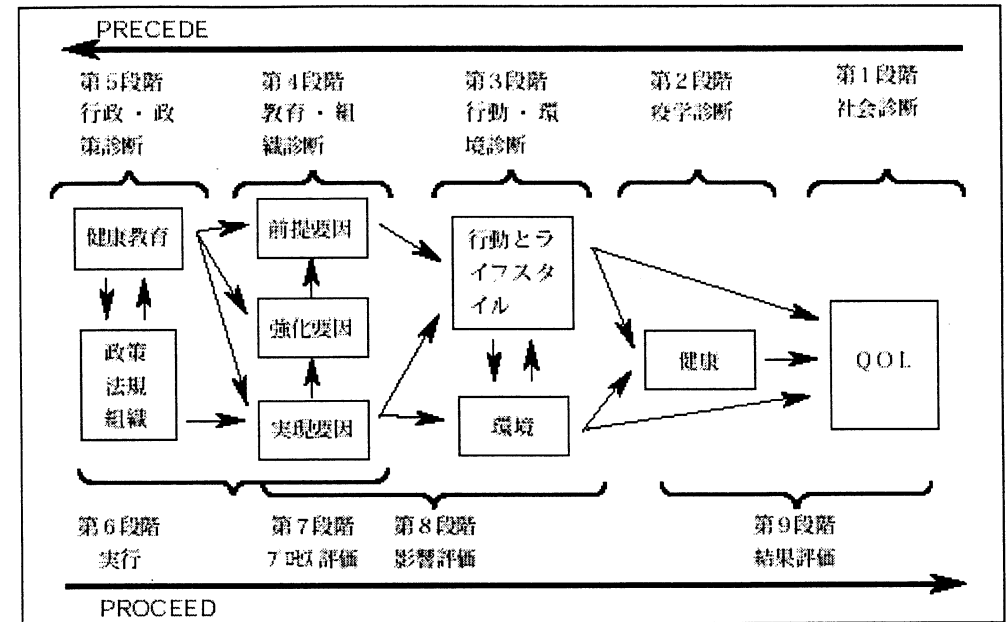 PRECEDE
第5段階
行政・政
策診断
第4段階
教育・組
織診断
第3段階
行動・環
境診断
第2段階
疫学診断
第1段階
社会診断
健康教育
政策
法規
組織
前提要因
強化要因
実現要因
行動とラ
イフスタ
イル
環境
健康
QOL
第6段階
実行
第7段階
プロセス評価
第8段階
影響評価
第9段階
結果評価
PROCEED